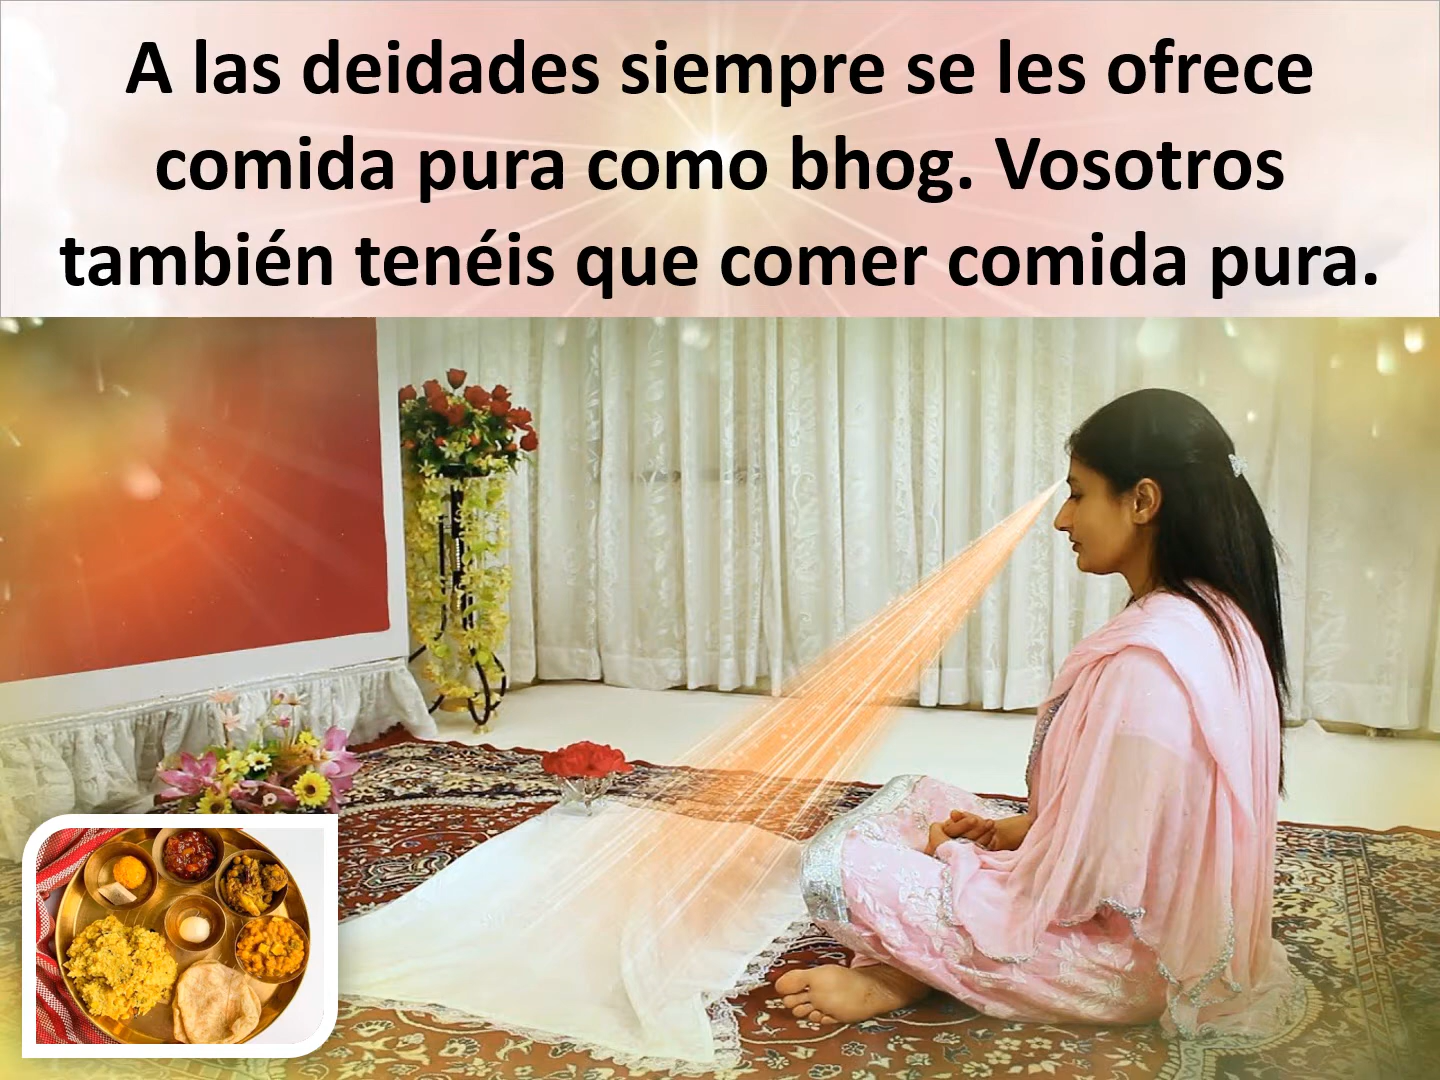 A las deidades siempre se les ofrece
comida pura como bhog. Vosotros
también tenéis que comer comida pura.